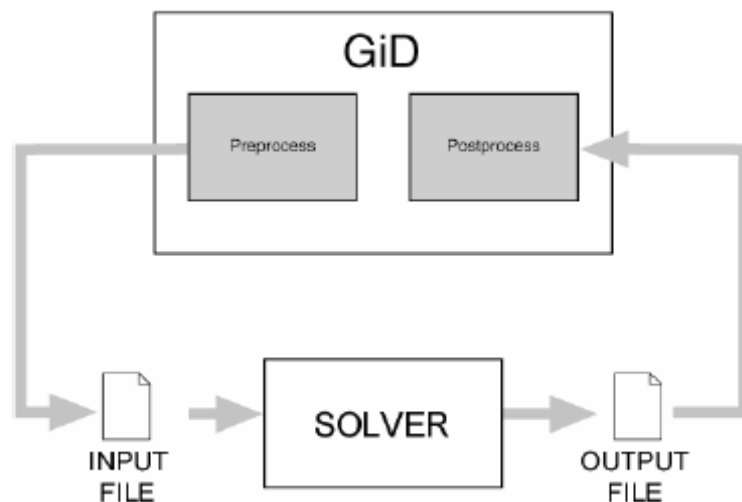 GiD
Preprocess
Postprocess
INPUT
FILE
SOLVER
OUTPUT
FILE